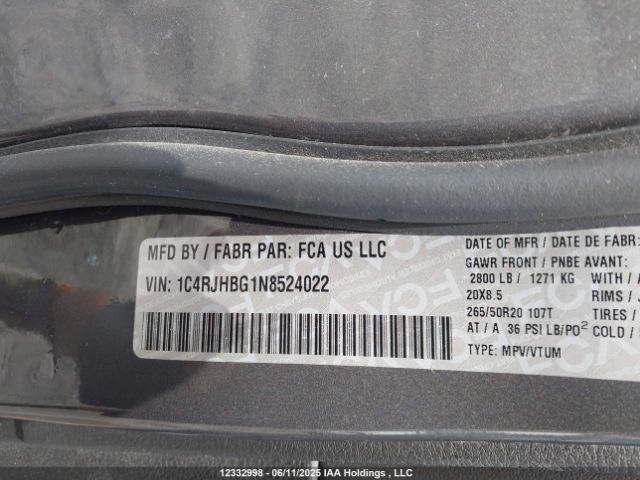 MFD BY / FABR PAR: FCA US LLC
VIN: 1C4RJHBG1N8524022
DATE OF MFR / DATE DE FABR:
GAWR FRONT / PNBE AVANT:
2800 LB / 1271 KG WITH /
20X8.5 RIMS /
265/50R20 107T TIRES /
AT / A 36 PSI LB/PO² COLD /
TYPE: MPV/VTUM
12332998 - 06/11/2025 IAA Holdings , LLC